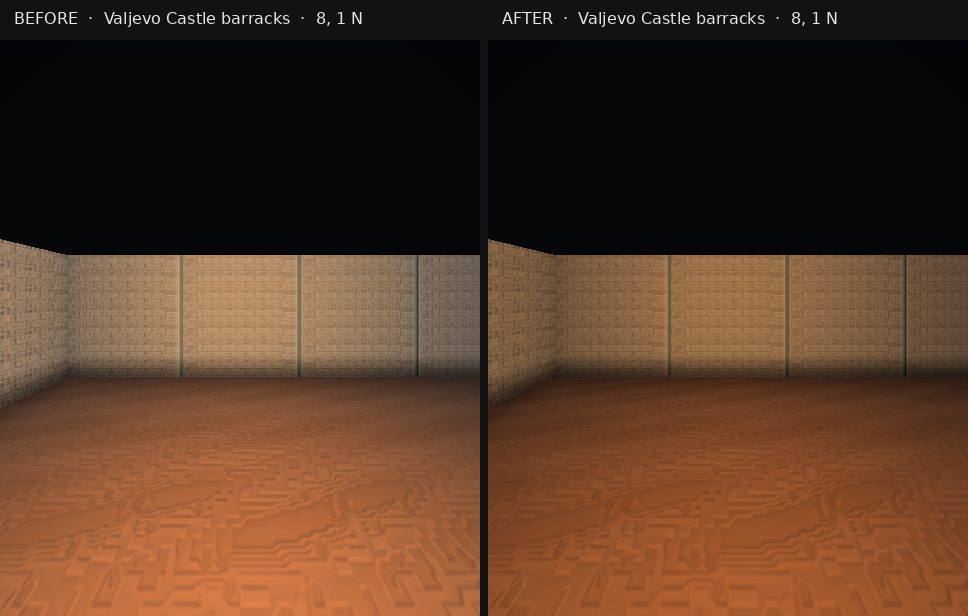 BEFORE · Valjevo Castle barracks · 8, 1 N
AFTER · Valjevo Castle barracks · 8, 1 N